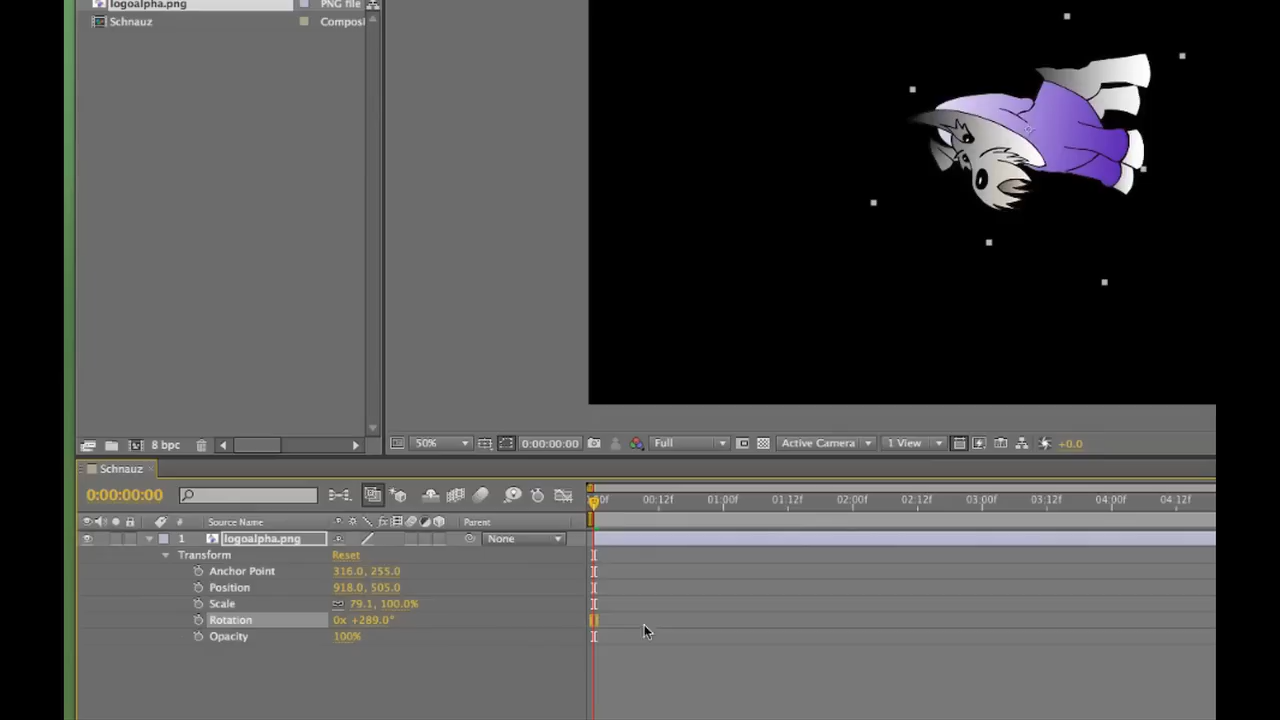 logoalpha.png PNG file
Schnauz Composi
8 bpc
50% 0:00:00:00 Full Active Camera 1 View +0.0
Schnauz
0:00:00:00
:00f 00:12f 01:00f 01:12f 02:00f 02:12f 03:00f 03:12f 04:00f 04:12f
# Source Name Parent
1 logoalpha.png None
Transform Reset
Anchor Point 316.0, 255.0
Position 918.0, 505.0
Scale 79.1, 100.0%
Rotation 0x +289.0°
Opacity 100%